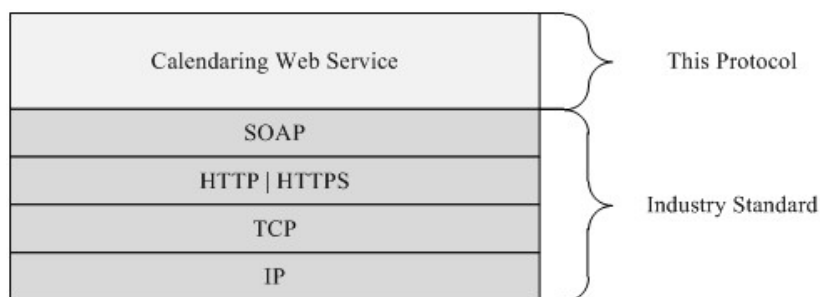 Calendaring Web Service
This Protocol
SOAP
HTTP | HTTPS
TCP
IP
Industry Standard